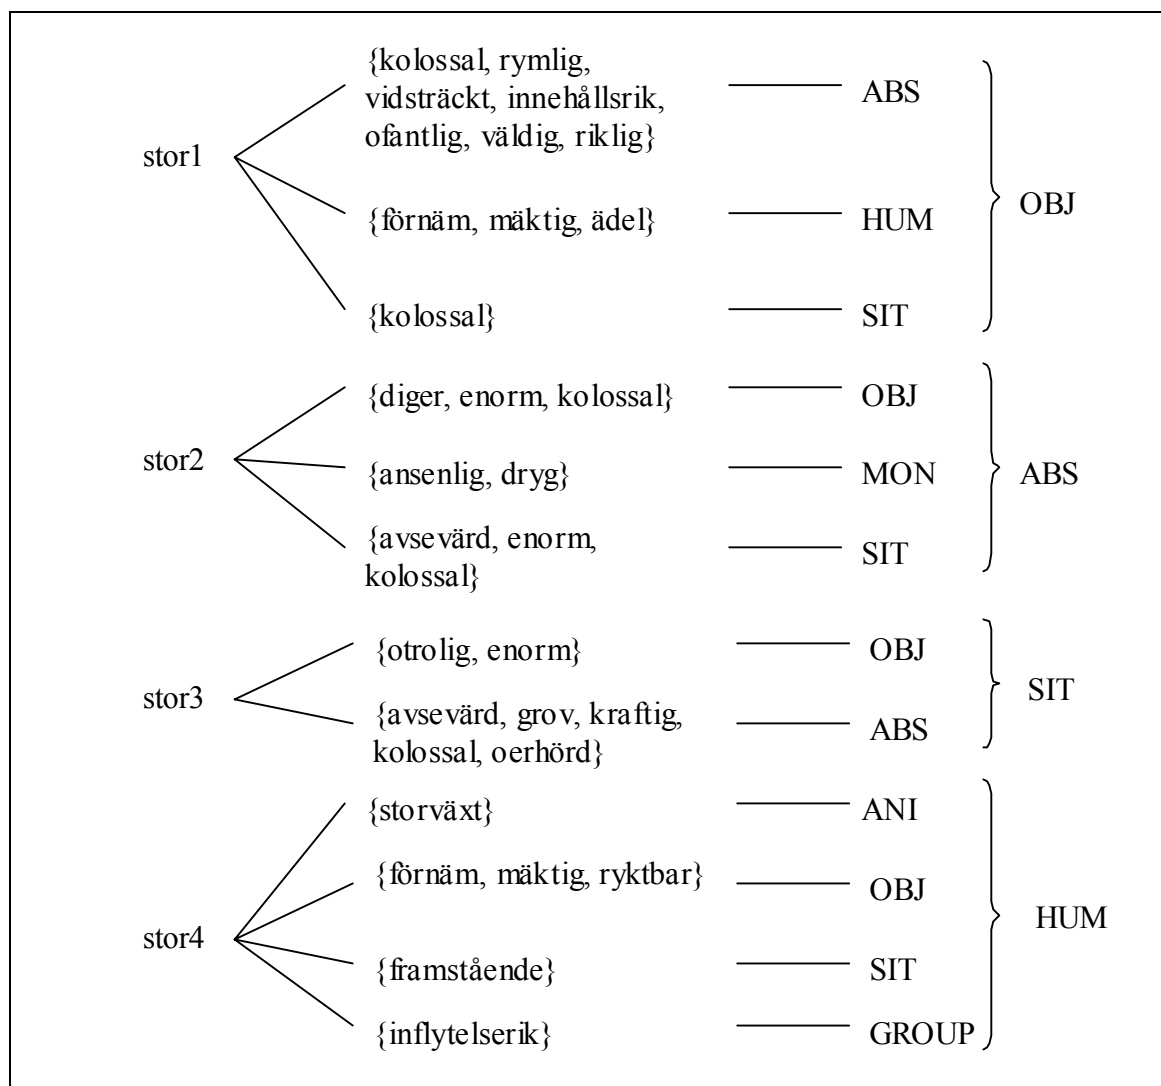 {kolossal, rymlig,
vidsträckt, innehållsrik,
ofantlig, väldig, riklig}
ABS
stor1
{förnäm, mäktig, ädel}
HUM
OBJ
{kolossal}
SIT
{diger, enorm, kolossal}
OBJ
stor2
{ansenlig, dryg}
MON
ABS
{avsevärd, enorm,
kolossal}
SIT
{otrolig, enorm}
OBJ
stor3
SIT
{avsevärd, grov, kraftig,
kolossal, oerhörd}
ABS
{storväxt}
ANI
{förnäm, mäktig, ryktbar}
OBJ
HUM
stor4
{framstående}
SIT
{inflytelserik}
GROUP